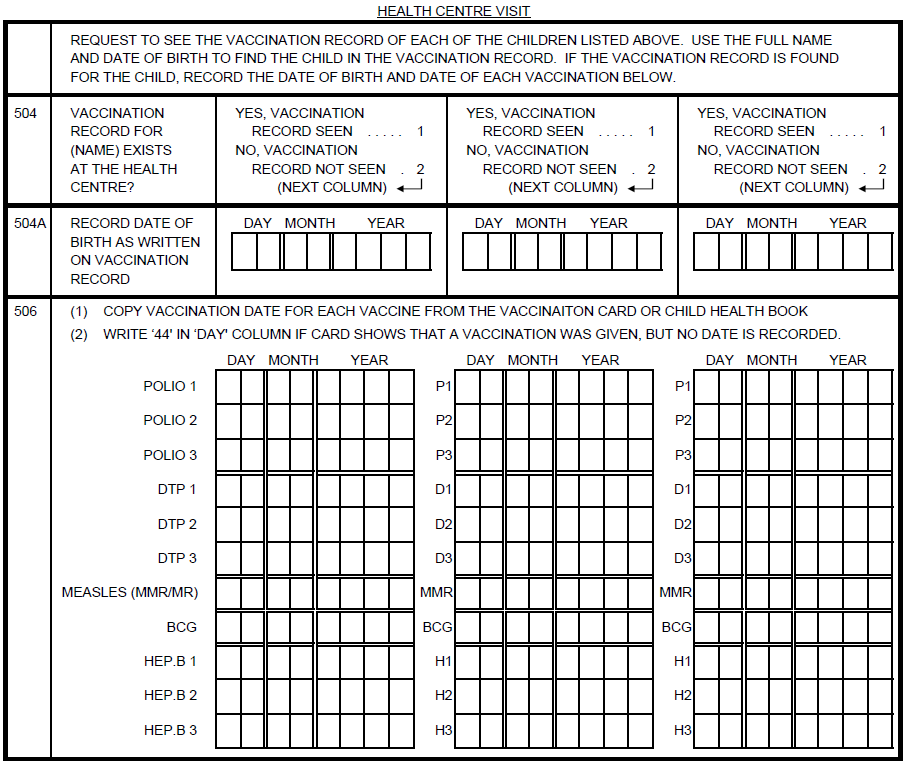 HEALTH CENTRE VISIT
REQUEST TO SEE THE VACCINATION RECORD OF EACH OF THE CHILDREN LISTED ABOVE. USE THE FULL NAME
AND DATE OF BIRTH TO FIND THE CHILD IN THE VACCINATION RECORD. IF THE VACCINATION RECORD IS FOUND
FOR THE CHILD, RECORD THE DATE OF BIRTH AND DATE OF EACH VACCINATION BELOW.
504 VACCINATION YES, VACCINATION YES, VACCINATION YES, VACCINATION
RECORD FOR RECORD SEEN . . . . . 1 RECORD SEEN . . . . . 1 RECORD SEEN . . . . . 1
(NAME) EXISTS NO, VACCINATION NO, VACCINATION NO, VACCINATION
AT THE HEALTH RECORD NOT SEEN . 2 RECORD NOT SEEN . 2 RECORD NOT SEEN . 2
CENTRE? (NEXT COLUMN) (NEXT COLUMN) (NEXT COLUMN)
504A RECORD DATE OF DAY MONTH YEAR DAY MONTH YEAR DAY MONTH YEAR
BIRTH AS WRITTEN
ON VACCINATION
RECORD
506 (1) COPY VACCINATION DATE FOR EACH VACCINE FROM THE VACCINAITON CARD OR CHILD HEALTH BOOK
(2) WRITE ‘44' IN ‘DAY' COLUMN IF CARD SHOWS THAT A VACCINATION WAS GIVEN, BUT NO DATE IS RECORDED.
DAY MONTH YEAR DAY MONTH YEAR DAY MONTH YEAR
POLIO 1 P1 P1
POLIO 2 P2 P2
POLIO 3 P3 P3
DTP 1 D1 D1
DTP 2 D2 D2
DTP 3 D3 D3
MEASLES (MMR/MR) MMR MMR
BCG BCG BCG
HEP.B 1 H1 H1
HEP.B 2 H2 H2
HEP.B 3 H3 H3